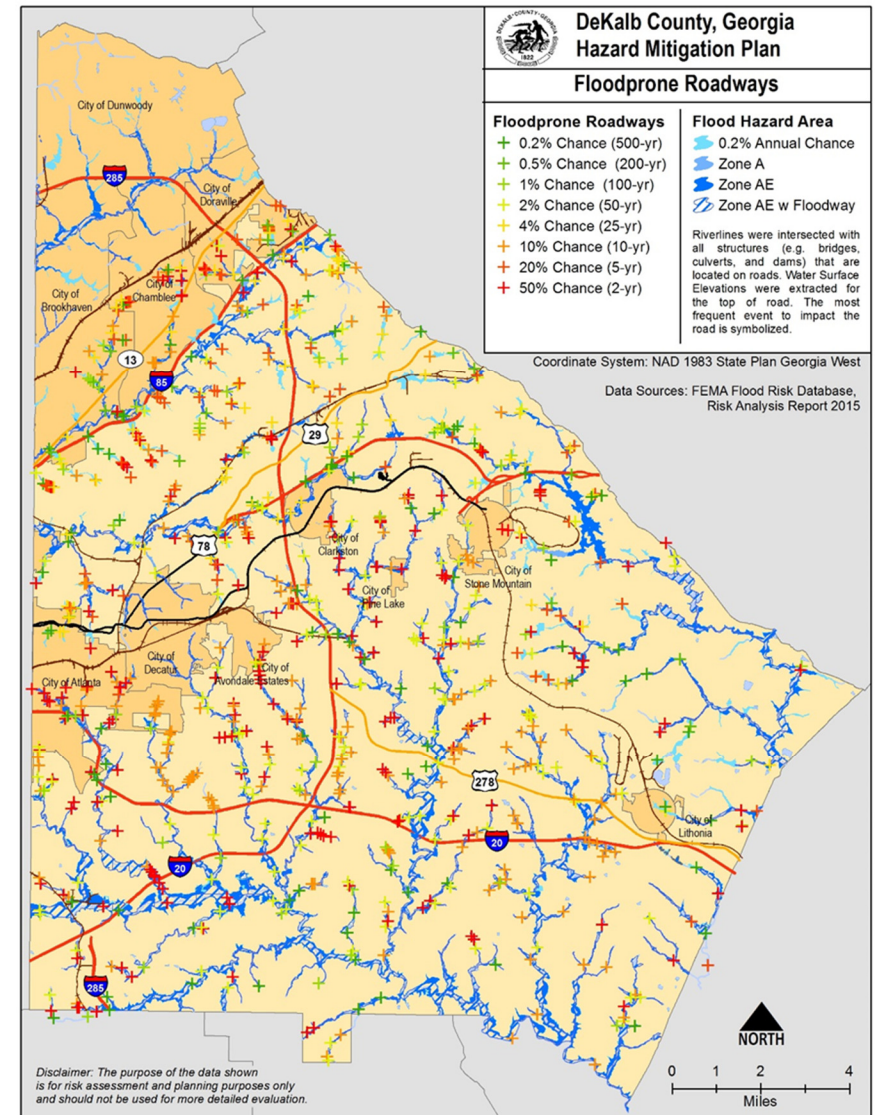 DEKALB COUNTY, GEORGIA
1822
DeKalb County, Georgia
Hazard Mitigation Plan
Floodprone Roadways
Floodprone Roadways
0.2% Chance (500-yr)
0.5% Chance (200-yr)
1% Chance (100-yr)
2% Chance (50-yr)
4% Chance (25-yr)
10% Chance (10-yr)
20% Chance (5-yr)
50% Chance (2-yr)
Flood Hazard Area
0.2% Annual Chance
Zone A
Zone AE
Zone AE w Floodway
Riverlines were intersected with
all structures (e.g. bridges,
culverts, and dams) that are
located on roads. Water Surface
Elevations were extracted for
the top of road. The most
frequent event to impact the
road is symbolized.
Coordinate System: NAD 1983 State Plan Georgia West
Data Sources: FEMA Flood Risk Database,
Risk Analysis Report 2015
City of Dunwoody
285
City of
Doraville
City of
Chamblee
City of
Brookhaven
13
85
29
78
City of
Clarkston
City of
Pine Lake
City of
Stone Mountain
City of
Decatur
City of
Avondale Estates
City of Atlanta
278
City of
Lithonia
20
20
285
NORTH
0 1 2 4
Miles
Disclaimer: The purpose of the data shown
is for risk assessment and planning purposes only
and should not be used for more detailed evaluation.